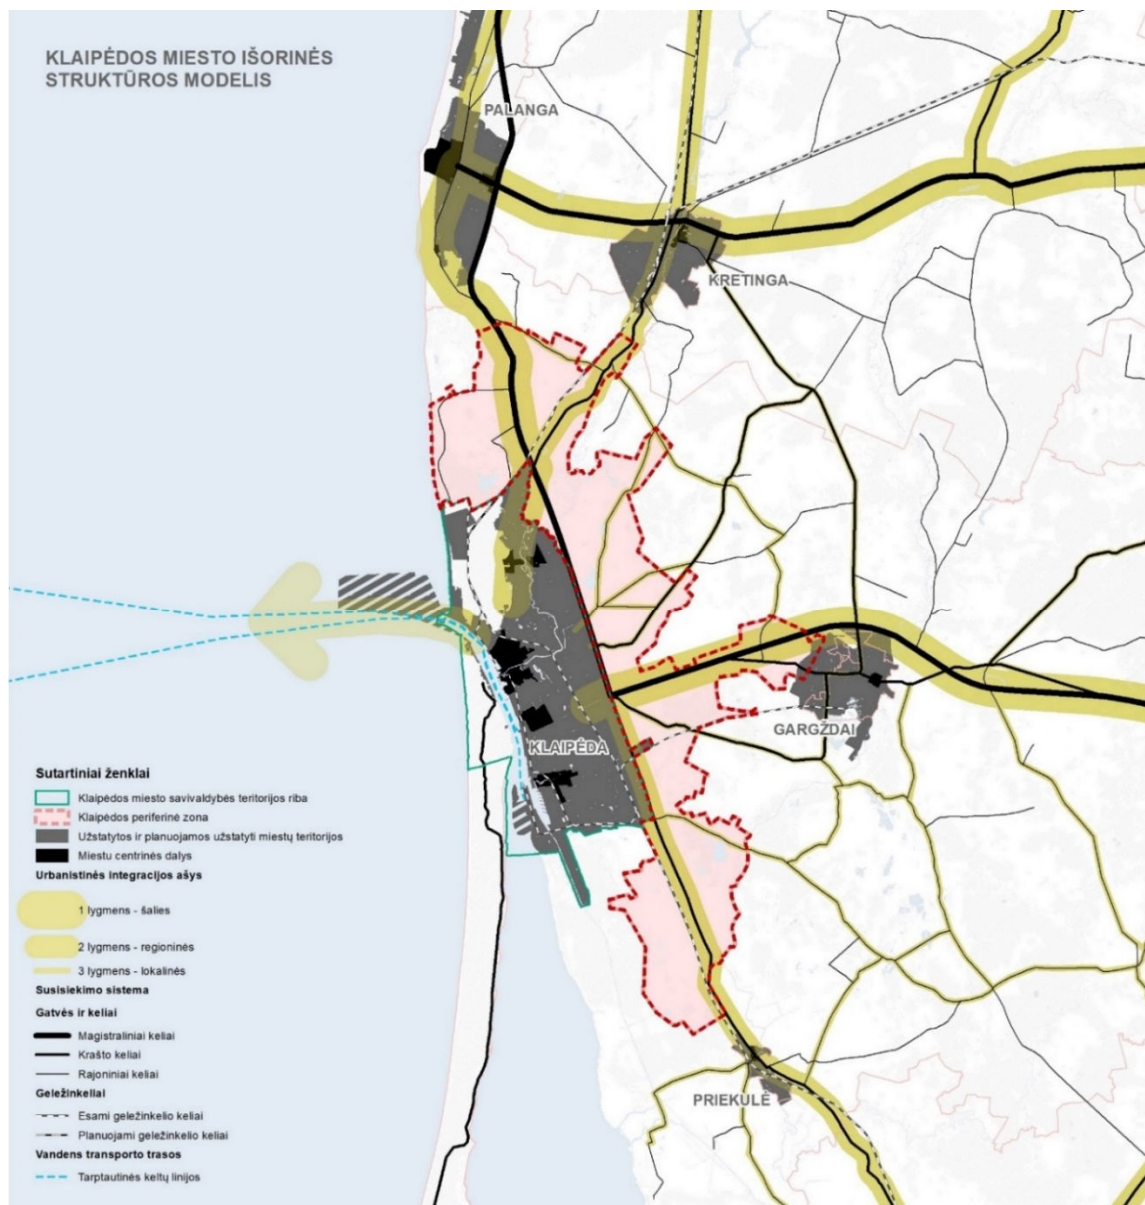 KLAIPĖDOS MIESTO IŠORINĖS
STRUKTŪROS MODELIS
PALANGA
KRETINGA
GARGŽDAI
KLAIPĖDA
PRIEKULĖ
Sutartiniai ženklai
Klaipėdos miesto savivaldybės teritorijos riba
Klaipėdos periferinė zona
Užstatytos ir planuojamos užstatyti miestų teritorijos
Miestu centrinės dalys
Urbanistinės integracijos ašys
1 lygmens - šalies
2 lygmens - regioninės
3 lygmens - lokalinės
Susisiekimo sistema
Gatvės ir keliai
Magistraliniai keliai
Krašto keliai
Rajoniniai keliai
Geležinkeliai
Esami geležinkelio keliai
Planuojami geležinkelio keliai
Vandens transporto trasos
Tarptautinės keltų linijos